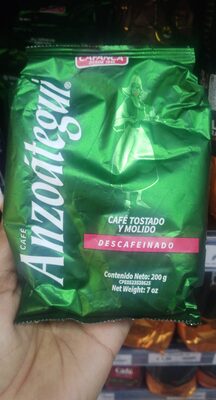 CAFÉ
Anzoátegui®
CAFÉ TOSTADO
Y MOLIDO
DESCAFEINADO
Contenido Neto: 200 g
Net Weight: 7 oz